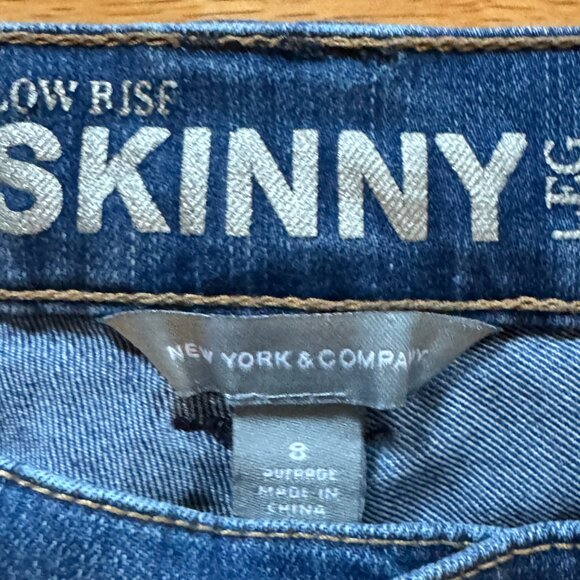 LOW RISE
SKINNY
LEG
NEW YORK & COMPANY
8
MADE IN
CHINA